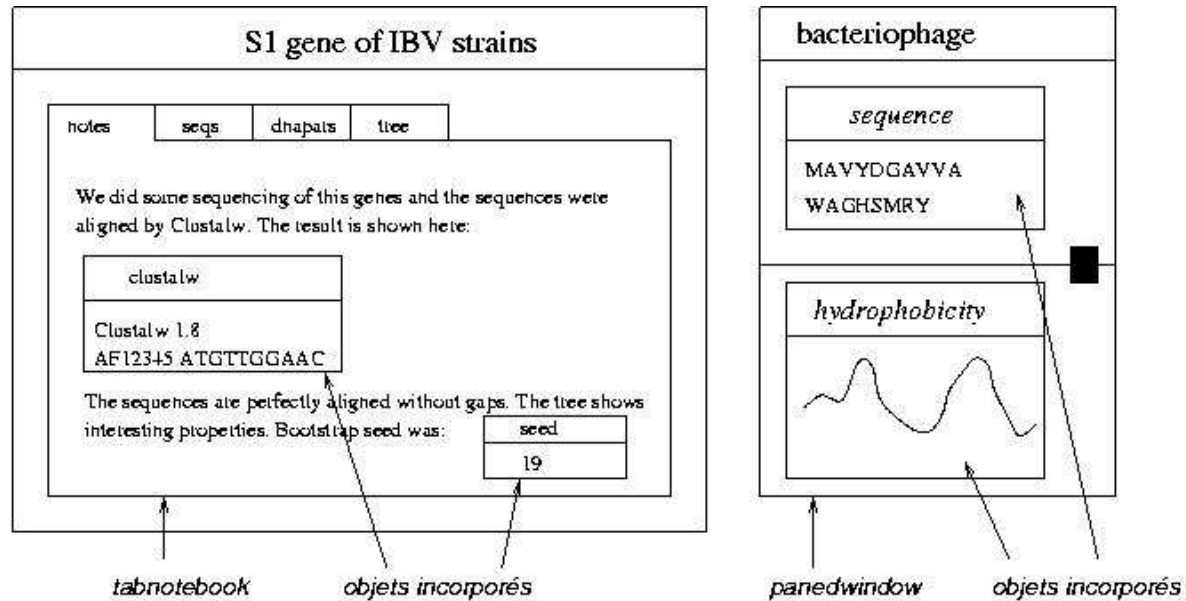 S1 gene of IBV strains
notes
seqs
dnapars
tree
We did some sequencing of this genes and the sequences were
aligned by Clustalw. The result is shown here:
clustalw
Clustalw 1.8
AF12345 ATGTTGGAAC
The sequences are perfectly aligned without gaps. The tree shows
interesting properties. Bootstrap seed was:
seed
19
tabnotebook
objets incorporés
bacteriophage
sequence
MAVYDGAVVA
WAGHSMRY
hydrophobicity
panedwindow
objets incorporés